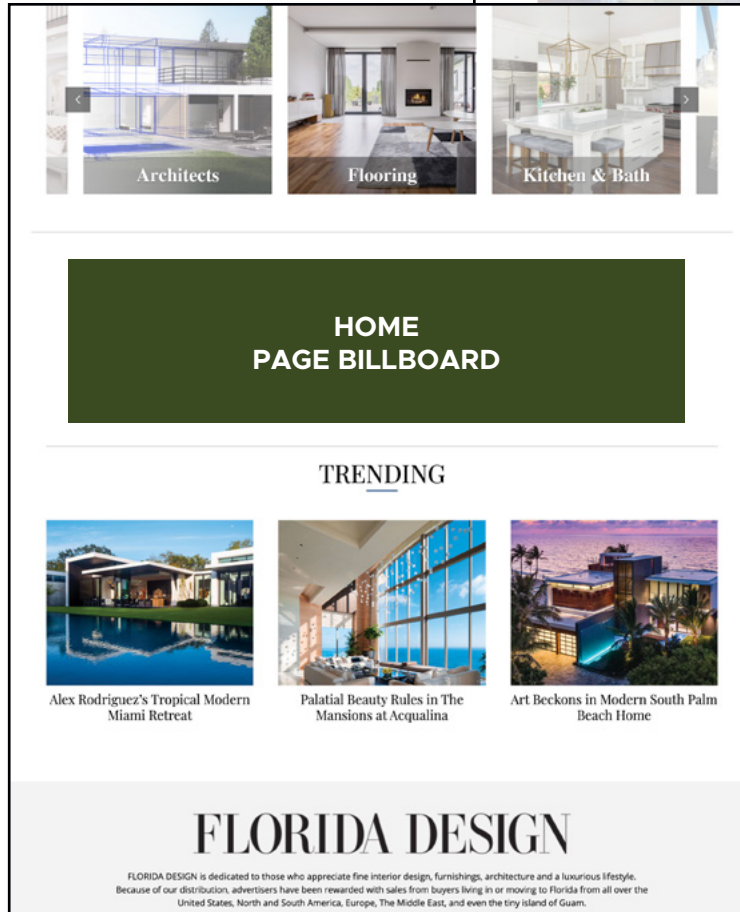 Architects
Flooring
Kitchen & Bath
HOME
PAGE BILLBOARD
TRENDING
Alex Rodriguez's Tropical Modern
Miami Retreat
Palatial Beauty Rules in The
Mansions at Acqualina
Art Beckons in Modern South Palm
Beach Home
FLORIDA DESIGN
FLORIDA DESIGN is dedicated to those who appreciate fine interior design, furnishings, architecture and a luxurious lifestyle.
Because of our distribution, advertisers have been rewarded with sales from buyers living in or moving to Florida from all over the
United States, North and South America, Europe, The Middle East, and even the tiny island of Guam.